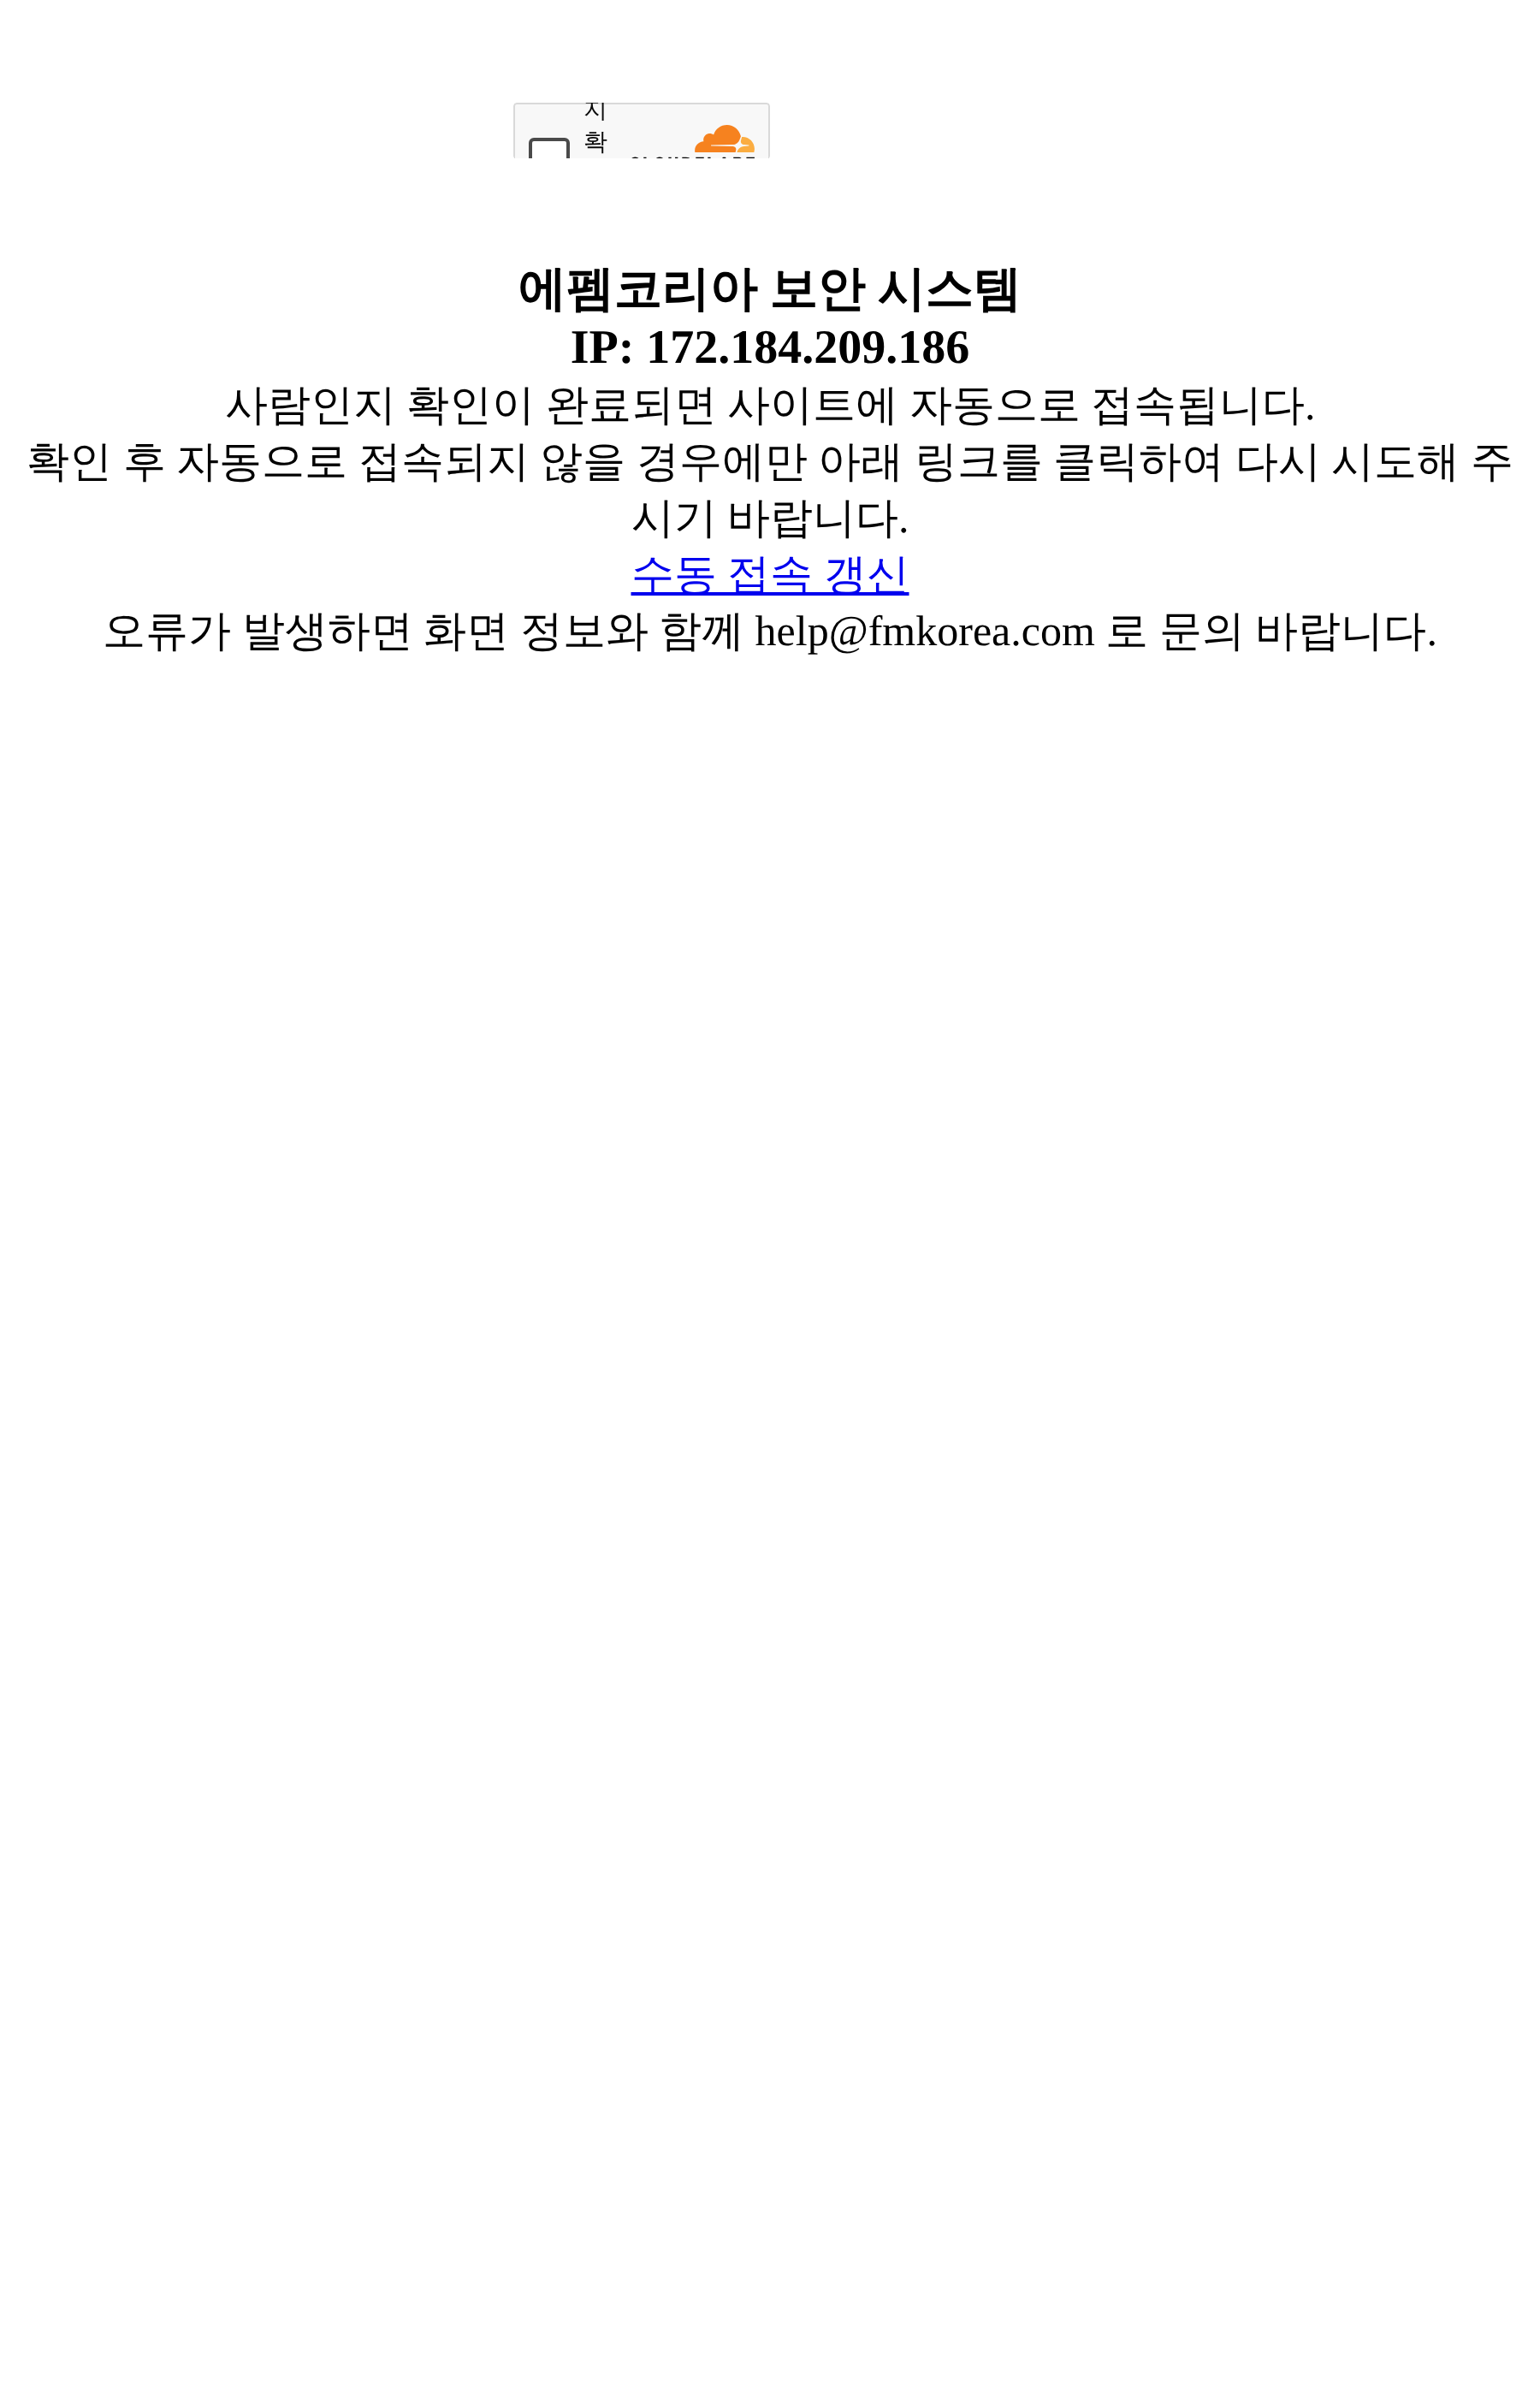 지
확
에펨코리아 보안 시스템
IP: 172.184.209.186
사람인지 확인이 완료되면 사이트에 자동으로 접속됩니다.
확인 후 자동으로 접속되지 않을 경우에만 아래 링크를 클릭하여 다시 시도해 주
시기 바랍니다.
수동 접속 갱신
오류가 발생하면 화면 정보와 함께 help@fmkorea.com 로 문의 바랍니다.